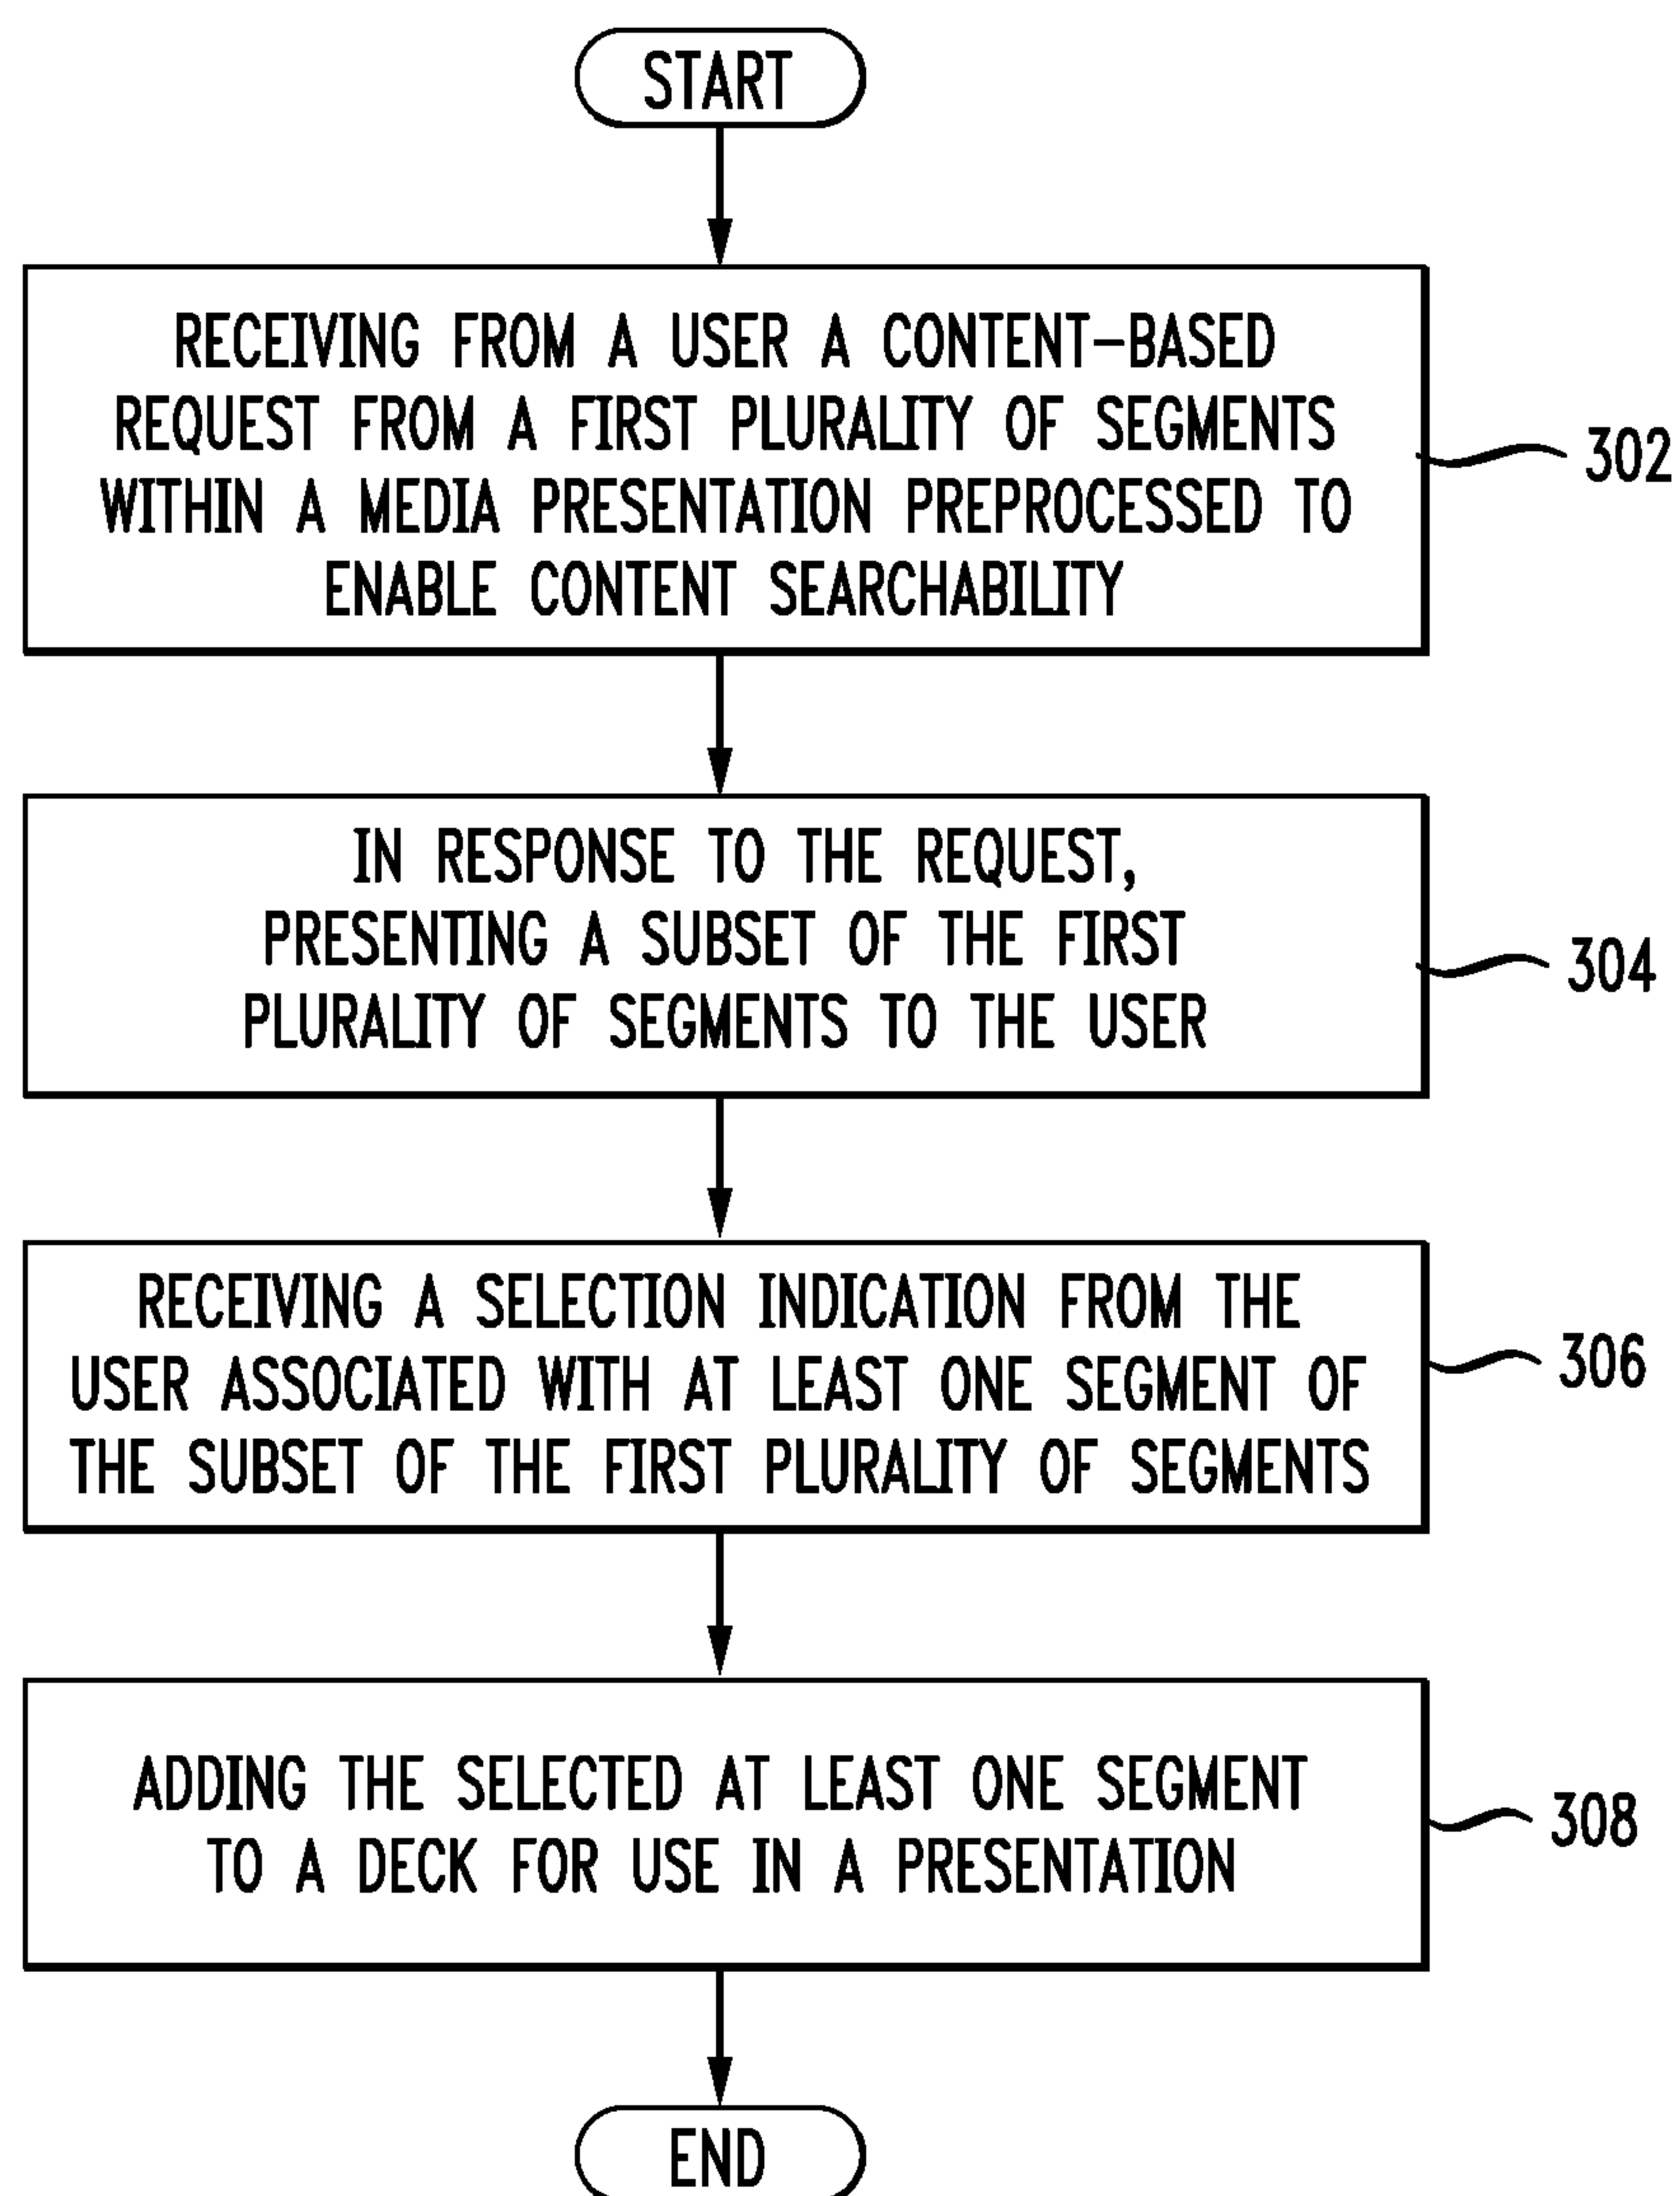 START
RECEIVING FROM A USER A CONTENT-BASED
REQUEST FROM A FIRST PLURALITY OF SEGMENTS
WITHIN A MEDIA PRESENTATION PREPROCESSED TO
ENABLE CONTENT SEARCHABILITY
302
IN RESPONSE TO THE REQUEST,
PRESENTING A SUBSET OF THE FIRST
PLURALITY OF SEGMENTS TO THE USER
304
RECEIVING A SELECTION INDICATION FROM THE
USER ASSOCIATED WITH AT LEAST ONE SEGMENT OF
THE SUBSET OF THE FIRST PLURALITY OF SEGMENTS
306
ADDING THE SELECTED AT LEAST ONE SEGMENT
TO A DECK FOR USE IN A PRESENTATION
308
END